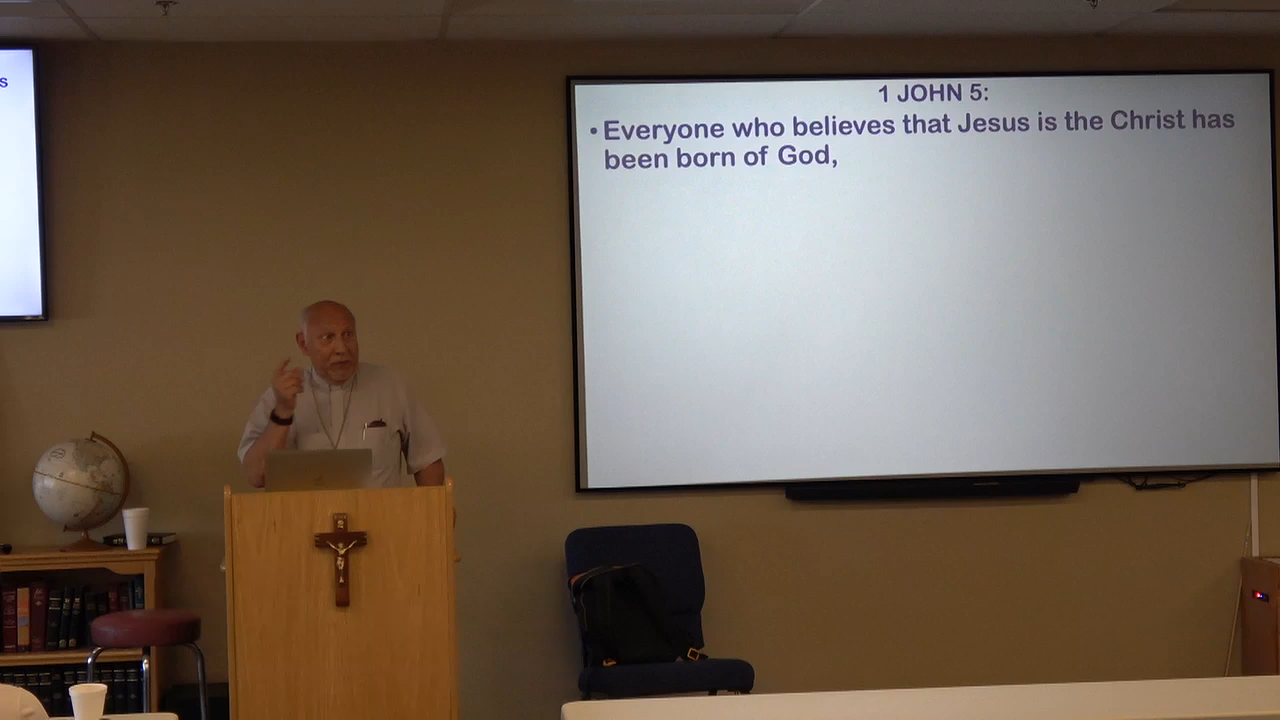 s
1 JOHN 5:
• Everyone who believes that Jesus is the Christ has
been born of God,